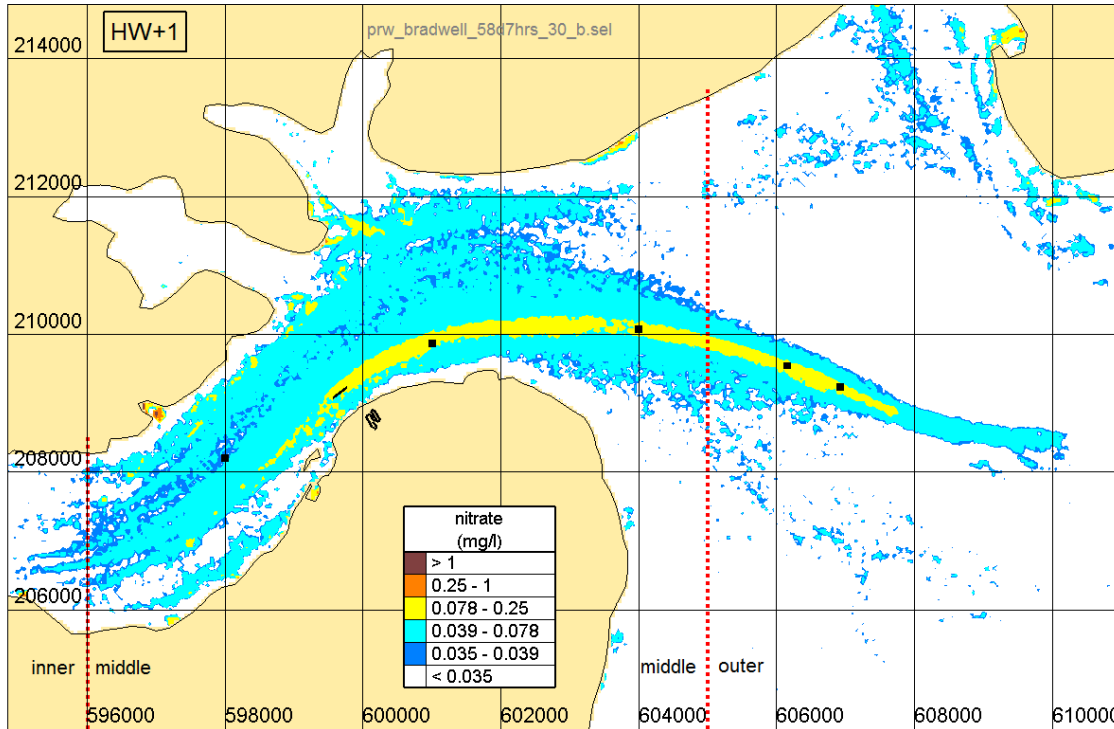 HW+1
prw_bradwell_58d7hrs_30_b.sel
214000
212000
210000
208000
206000
nitrate
(mg/l)
> 1
0.25 - 1
0.078 - 0.25
0.039 - 0.078
0.035 - 0.039
< 0.035
inner middle
middle outer
596000 598000 600000 602000 604000 606000 608000 610000